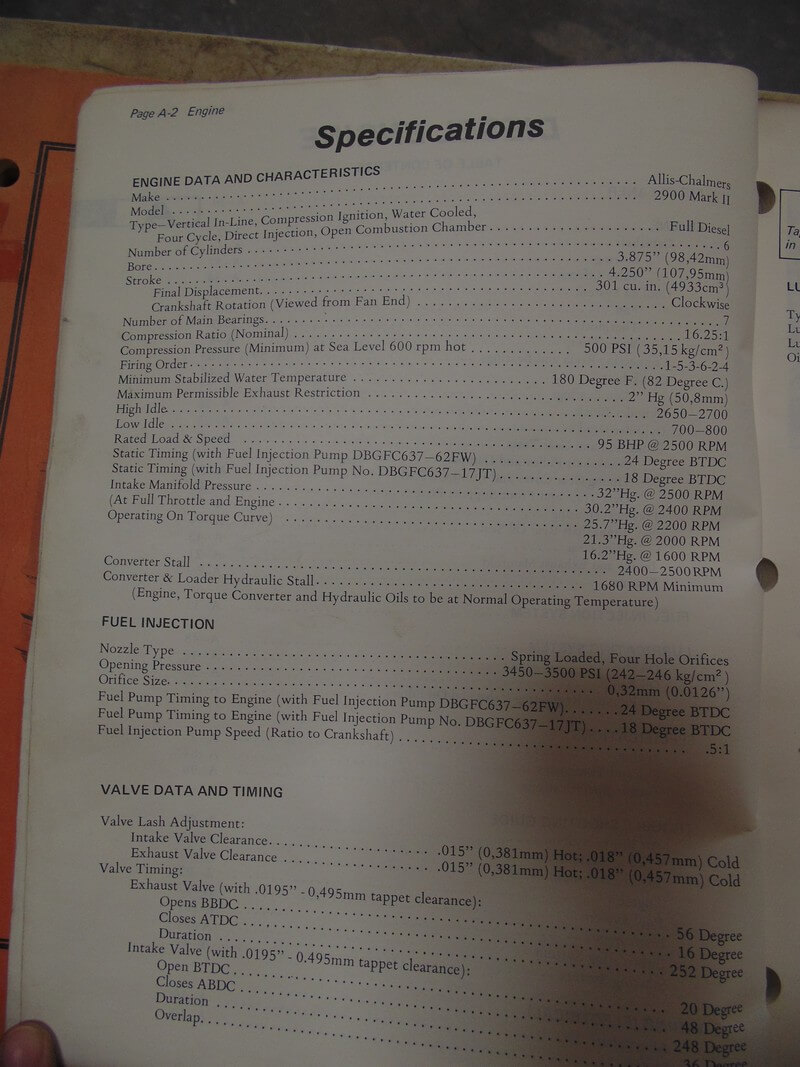 Page A-2 Engine
Specifications
ENGINE DATA AND CHARACTERISTICS
Make . . . Allis-Chalmers
Model . . . 2900 Mark II
Type—Vertical In-Line, Compression Ignition, Water Cooled,
Four Cycle, Direct Injection, Open Combustion Chamber . . . Full Diesel
Number of Cylinders . . . 6
Bore . . . 3.875” (98,42mm)
Stroke . . . 4.250” (107,95mm)
Final Displacement . . . 301 cu. in. (4933cm³)
Crankshaft Rotation (Viewed from Fan End) . . . Clockwise
Number of Main Bearings . . . 7
Compression Ratio (Nominal) . . . 16.25:1
Compression Pressure (Minimum) at Sea Level 600 rpm hot . . . 500 PSI (35,15 kg/cm²)
Firing Order . . . 1-5-3-6-2-4
Minimum Stabilized Water Temperature . . . 180 Degree F. (82 Degree C.)
Maximum Permissible Exhaust Restriction . . . 2” Hg (50,8mm)
High Idle . . . 2650—2700
Low Idle . . . 700—800
Rated Load & Speed . . . 95 BHP @ 2500 RPM
Static Timing (with Fuel Injection Pump DBGFC637—62FW) . . . 24 Degree BTDC
Static Timing (with Fuel Injection Pump No. DBGFC637—17JT) . . . 18 Degree BTDC
Intake Manifold Pressure . . . 32”Hg. @ 2500 RPM
(At Full Throttle and Engine . . . 30.2”Hg. @ 2400 RPM
Operating On Torque Curve) . . . 25.7”Hg. @ 2200 RPM
21.3”Hg. @ 2000 RPM
16.2”Hg. @ 1600 RPM
Converter Stall . . . 2400—2500 RPM
Converter & Loader Hydraulic Stall . . . 1680 RPM Minimum
(Engine, Torque Converter and Hydraulic Oils to be at Normal Operating Temperature)
FUEL INJECTION
Nozzle Type . . . Spring Loaded, Four Hole Orifices
Opening Pressure . . . 3450—3500 PSI (242—246 kg/cm²)
Orifice Size . . . 0,32mm (0.0126”)
Fuel Pump Timing to Engine (with Fuel Injection Pump DBGFC637—62FW) . . . 24 Degree BTDC
Fuel Pump Timing to Engine (with Fuel Injection Pump No. DBGFC637—17JT) . . . 18 Degree BTDC
Fuel Injection Pump Speed (Ratio to Crankshaft) . . . .5:1
VALVE DATA AND TIMING
Valve Lash Adjustment:
Intake Valve Clearance . . . .015” (0,381mm) Hot; .018” (0,457mm) Cold
Exhaust Valve Clearance . . . .015” (0,381mm) Hot; .018” (0,457mm) Cold
Valve Timing:
Exhaust Valve (with .0195” - 0,495mm tappet clearance):
Opens BBDC . . . 56 Degree
Closes ATDC . . . 16 Degree
Duration . . . 252 Degree
Intake Valve (with .0195” - 0,495mm tappet clearance):
Open BTDC . . . 20 Degree
Closes ABDC . . . 48 Degree
Duration . . . 248 Degree
Overlap . . . 36 Degree
in